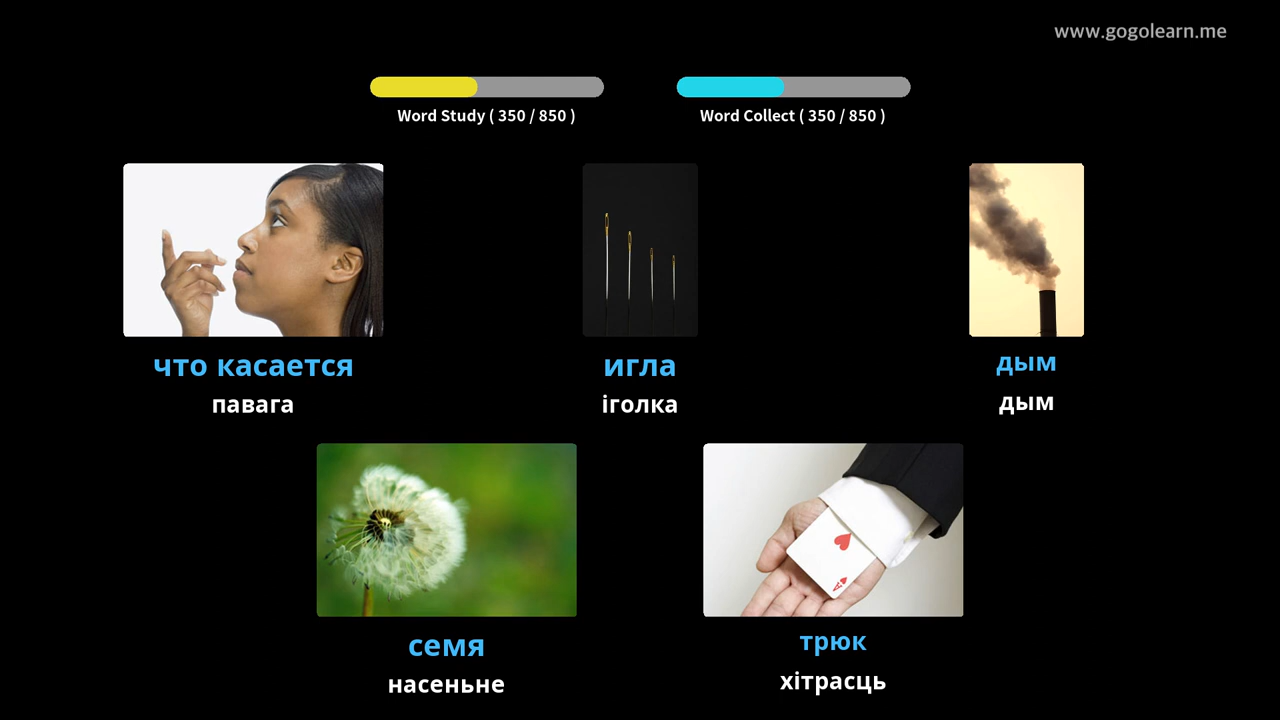 www.gogolearn.me
Word Study ( 350 / 850 )
Word Collect ( 350 / 850 )
что касается
павага
игла
іголка
дым
дым
семя
насеньне
трюк
хітрасць